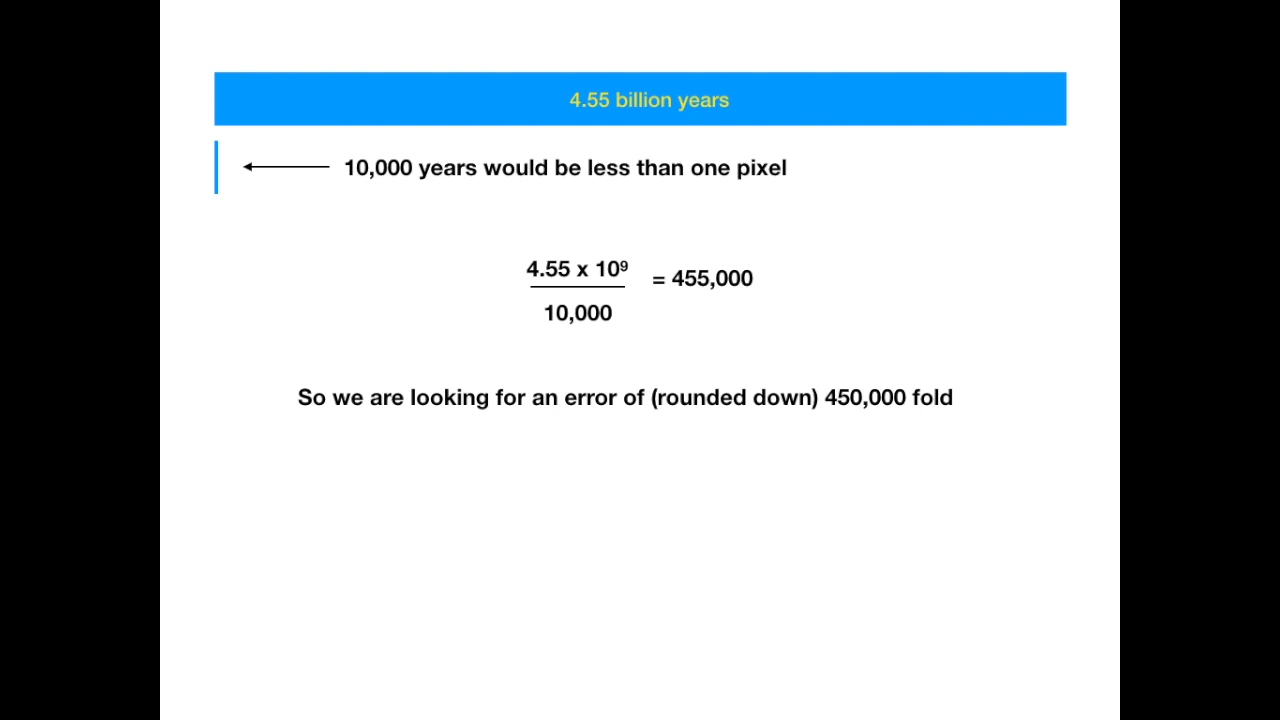 4.55 billion years
10,000 years would be less than one pixel
4.55 x 10⁹
= 455,000
10,000
So we are looking for an error of (rounded down) 450,000 fold